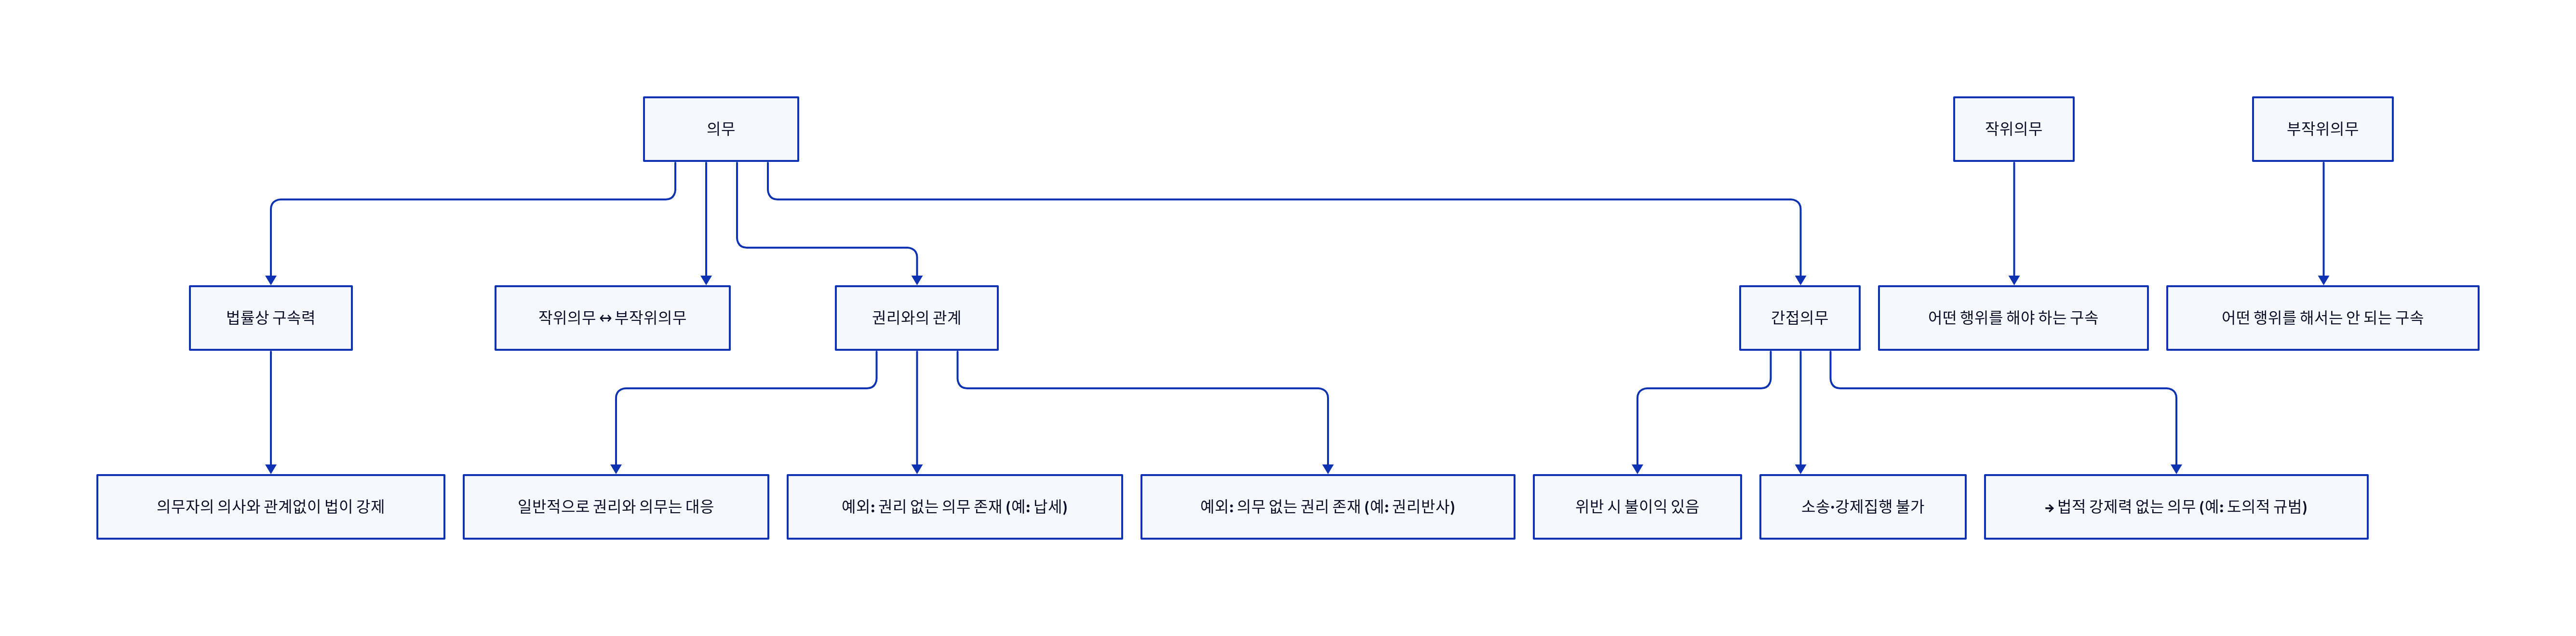 의무
작위의무
부작위의무
법률상 구속력
작위의무 ↔ 부작위의무
권리와의 관계
간접의무
어떤 행위를 해야 하는 구속
어떤 행위를 해서는 안 되는 구속
의무자의 의사와 관계없이 법이 강제
일반적으로 권리와 의무는 대응
예외: 권리 없는 의무 존재 (예: 납세)
예외: 의무 없는 권리 존재 (예: 권리반사)
위반 시 불이익 있음
소송·강제집행 불가
→ 법적 강제력 없는 의무 (예: 도의적 규범)